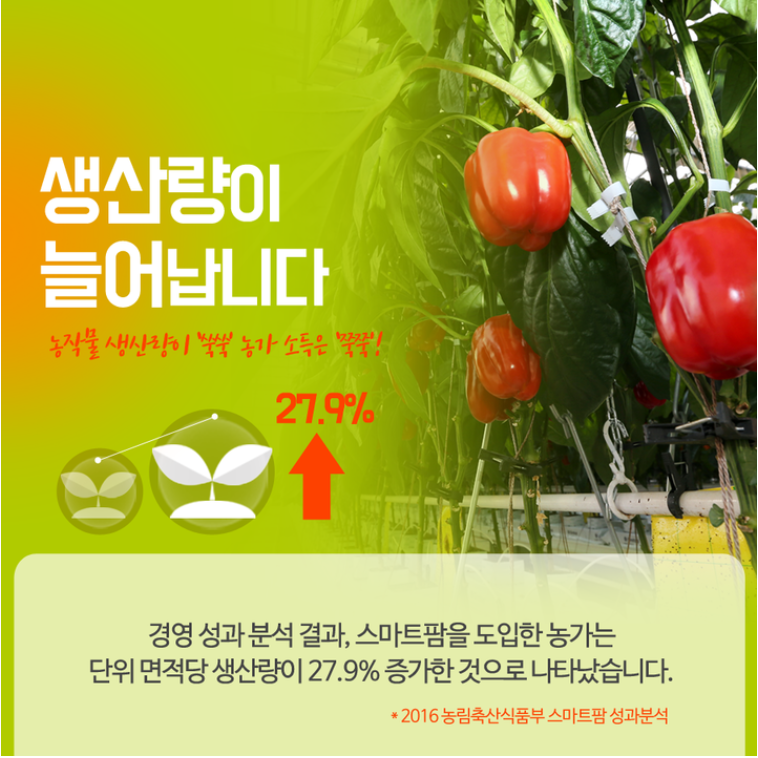 생산량이
늘어납니다
농작물 생산량이 '쑥쑥' 농가 소득은 '쭉쭉'!
27.9%
경영 성과 분석 결과, 스마트팜을 도입한 농가는
단위 면적당 생산량이 27.9% 증가한 것으로 나타났습니다.
* 2016 농림축산식품부 스마트팜 성과분석